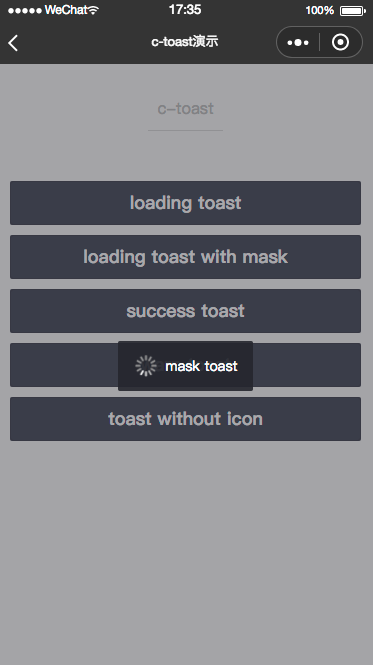 WeChat 17:35 100%
c-toast演示
c-toast
loading toast
loading toast with mask
success toast
mask toast
toast without icon